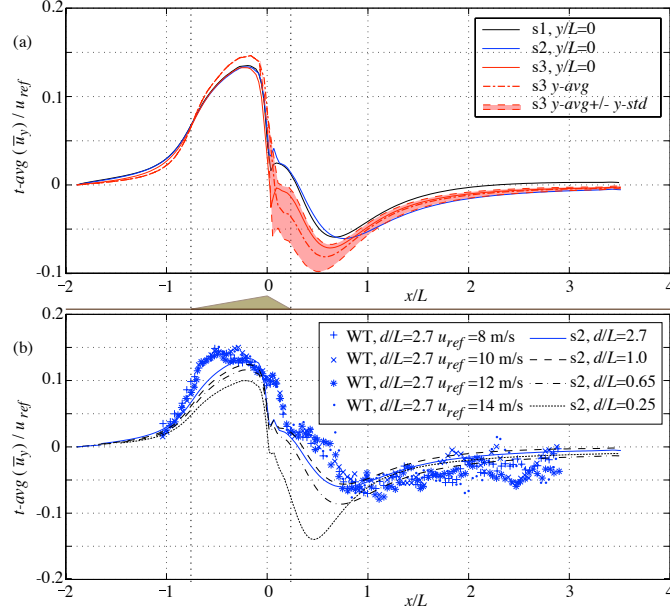 (a)
0.2
0.1
0
-0.1
t-avg (u̅y) / uref
s1, y/L=0
s2, y/L=0
s3, y/L=0
s3 y-avg
s3 y-avg+/- y-std
−2 −1 0 1 2 3 4
x/L
(b)
0.2
0.1
0
-0.1
-0.2
t-avg (u̅y) / uref
WT, d/L=2.7 uref=8 m/s
WT, d/L=2.7 uref=10 m/s
WT, d/L=2.7 uref=12 m/s
WT, d/L=2.7 uref=14 m/s
s2, d/L=2.7
s2, d/L=1.0
s2, d/L=0.65
s2, d/L=0.25
−2 −1 0 1 2 3 4
x/L